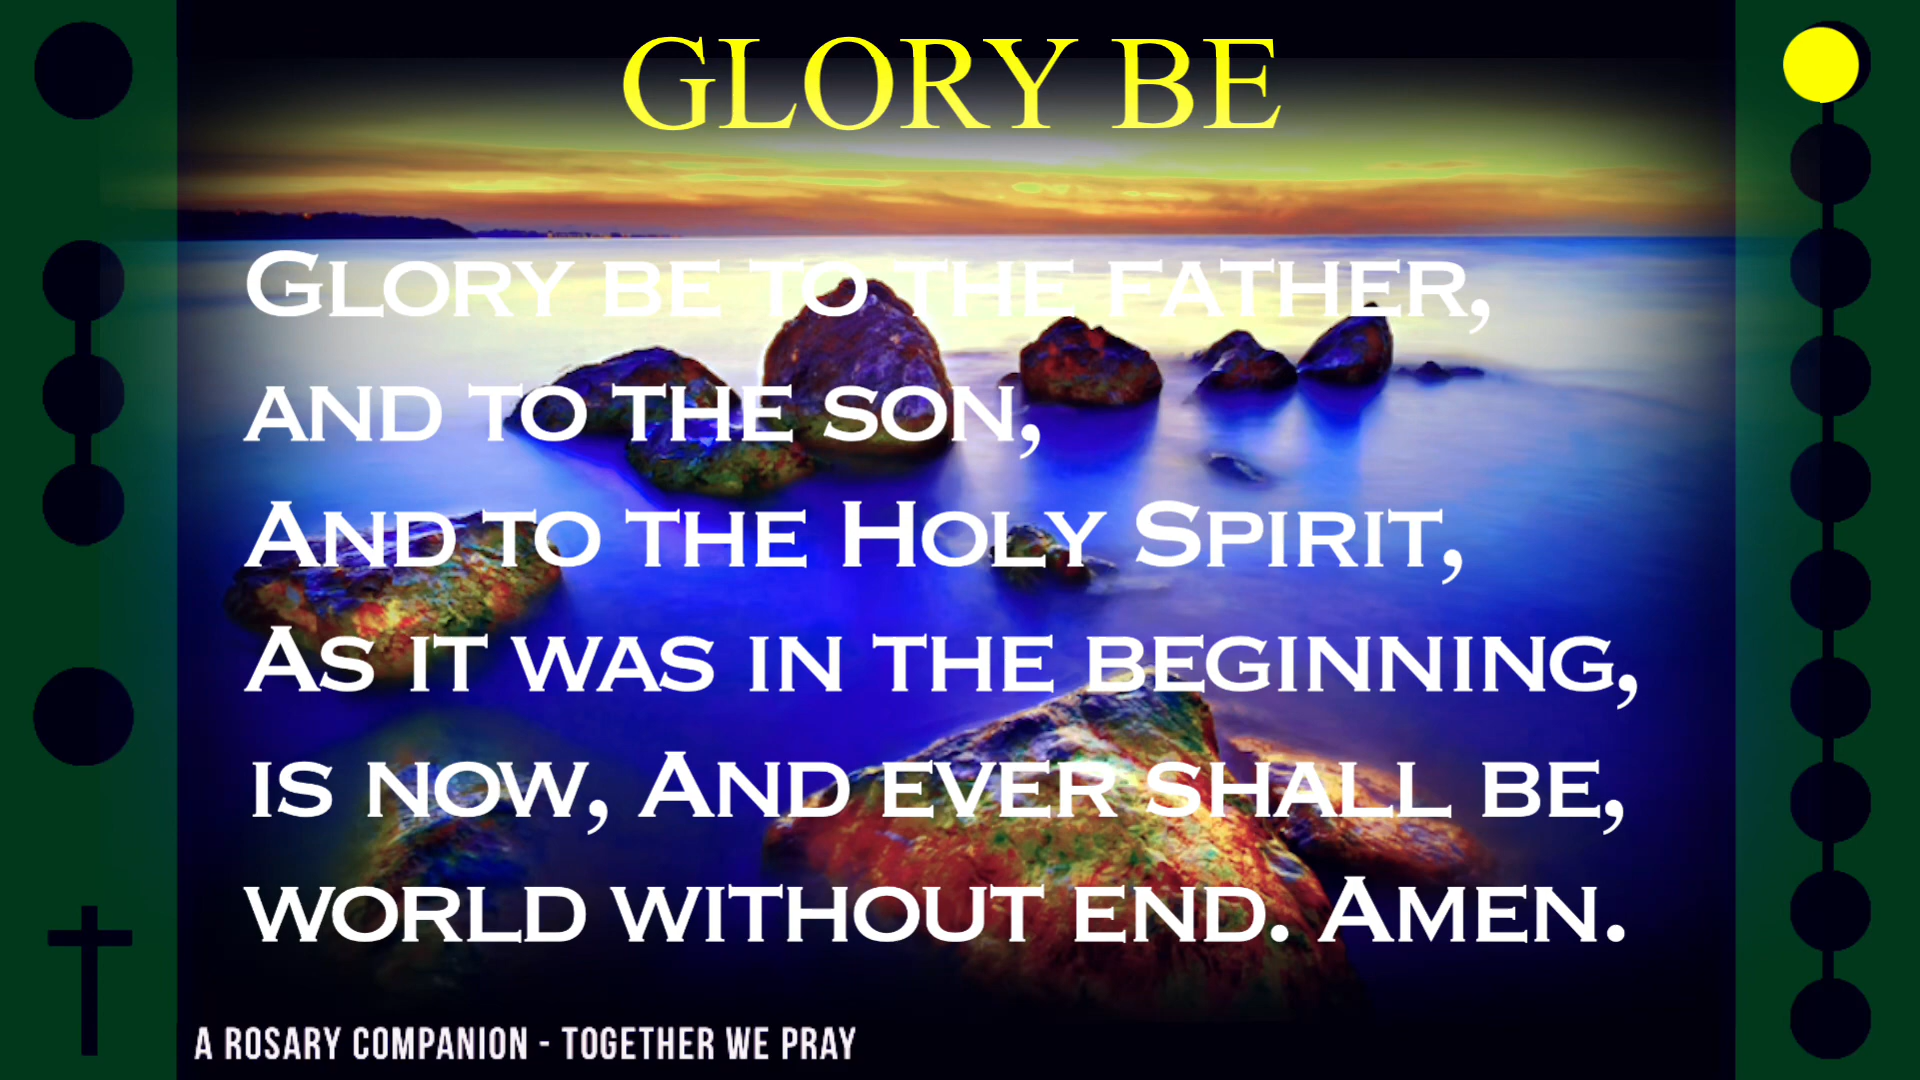 GLORY BE
GLORY BE TO THE FATHER,
AND TO THE SON,
AND TO THE HOLY SPIRIT,
AS IT WAS IN THE BEGINNING,
IS NOW, AND EVER SHALL BE,
WORLD WITHOUT END. AMEN.
A ROSARY COMPANION - TOGETHER WE PRAY